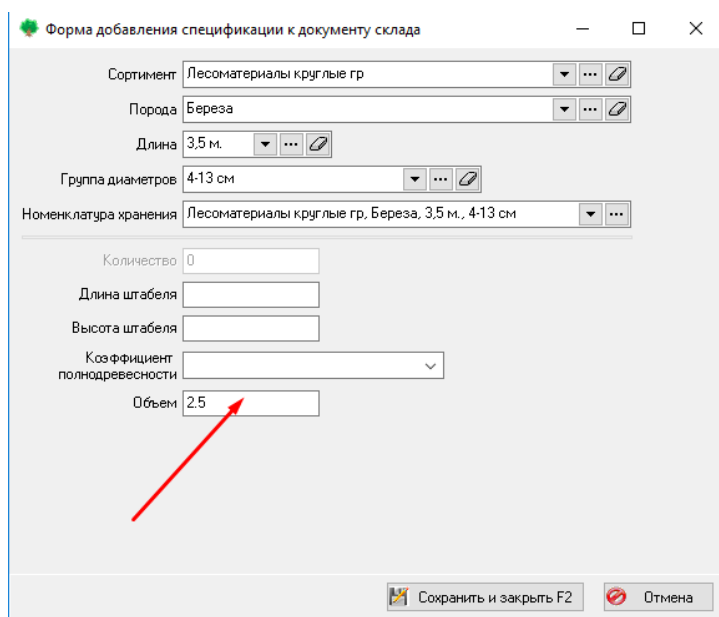 Форма добавления спецификации к документу склада
Сортимент Лесоматериалы круглые гр
Порода Береза
Длина 3,5 м.
Группа диаметров 4-13 см
Номенклатура хранения Лесоматериалы круглые гр, Береза, 3,5 м., 4-13 см
Количество 0
Длина штабеля
Высота штабеля
Коэффициент
полнодревесности
Объем 2.5
Сохранить и закрыть F2 Отмена